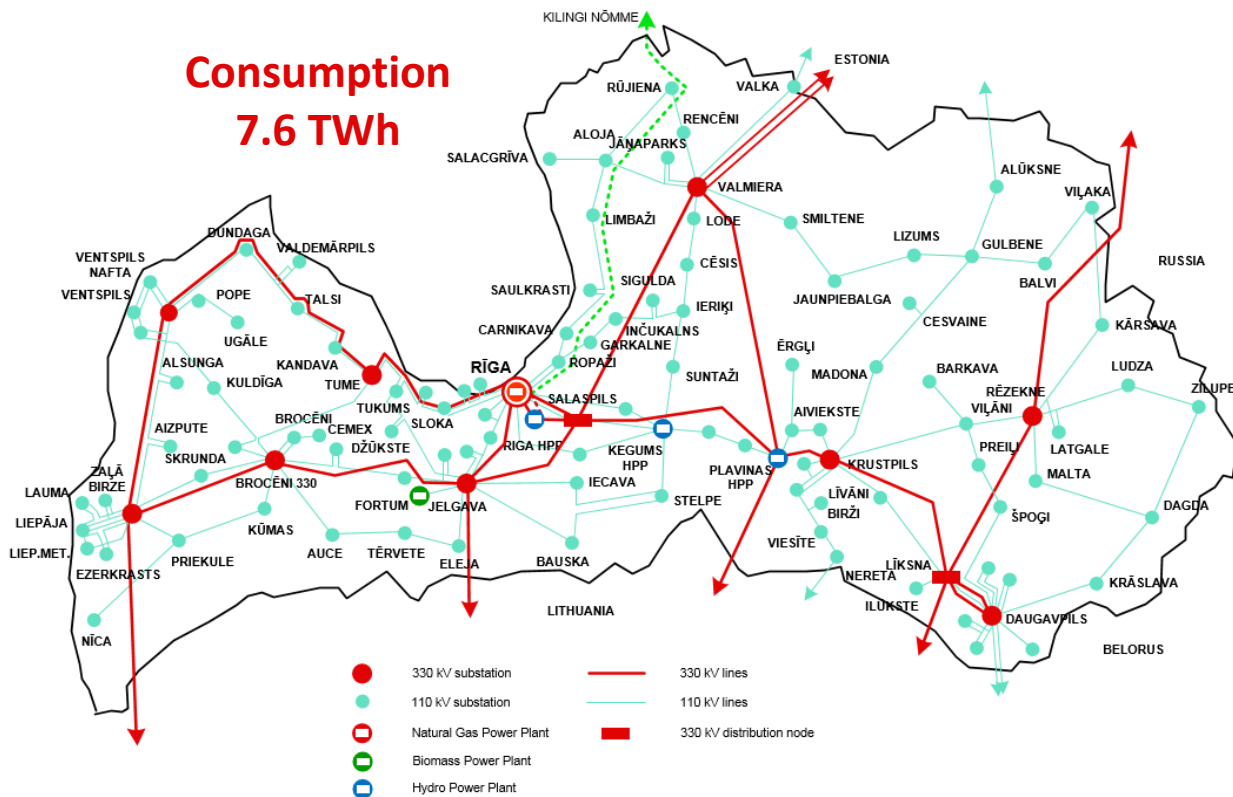 KILINGI NÕMME
Consumption
7.6 TWh
ESTONIA
VALKA
RŪJIENA
RENCĒNI
ALOJA
JĀŅAPARKS
SALACGRĪVA
VALMIERA
ALŪKSNE
VIĻAKA
LIMBAŽI
LODE
SMILTENE
LIZUMS
GULBENE
DUNDAGA
VALDEMĀRPILS
VENTSPILS
NAFTA
VENTSPILS
CĒSIS
SIGULDA
SAULKRASTI
JAUNPIEBALGA
BALVI
RUSSIA
POPE
TALSI
UGĀLE
IERIĶI
INČUKALNS
CESVAINE
CARNIKAVA
GARKALNE
KĀRSAVA
ALSUNGA
KANDAVA
KULDĪGA
TUME
RĪGA
ROPAŽI
SUNTAŽI
ĒRGĻI
MADONA
BARKAVA
LUDZA
RĒZEKNE
ZILUPE
TUKUMS
SLOKA
SALASPILS
AIVIEKSTE
VIĻĀNI
BROCĒNI
CEMEX
AIZPUTE
DŽŪKSTE
RIGA HPP
KEGUMS
HPP
PREIĻI
LATGALE
SKRUNDA
PLAVINAS
HPP
KRUSTPILS
MALTA
ZAĻĀ
BIRZE
LAUMA
BROCĒNI 330
FORTUM
JELGAVA
IECAVA
STELPE
LĪVĀNI
BIRŽI
DAGDA
LIEPĀJA
KŪMAS
ŠPOĢI
LIEP.MET.
PRIEKULE
AUCE
TĒRVETE
ELEJA
BAUSKA
VIESĪTE
EZERKRASTS
NERETA
LĪKSNA
KRĀSLAVA
LITHUANIA
ILŪKSTE
DAUGAVPILS
NĪCA
BELORUS
330 kV substation
330 kV lines
110 kV substation
110 kV lines
Natural Gas Power Plant
330 kV distribution node
Biomass Power Plant
Hydro Power Plant